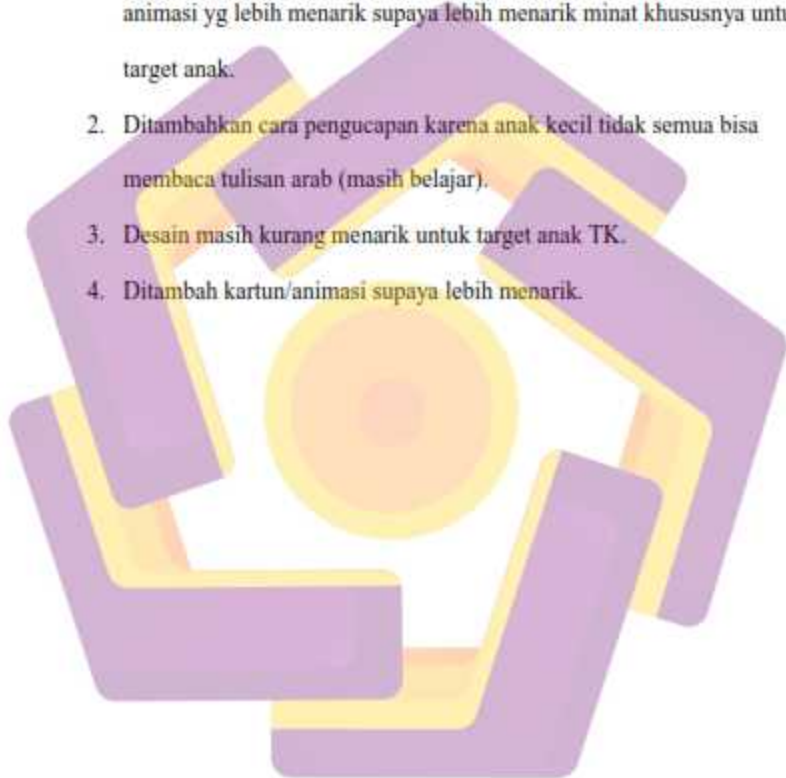 animasi yg lebih menarik supaya lebih menarik minat khususnya
target anak.
2. Ditambahkan cara pengucapan karena anak kecil tidak semua bisa
membaca tulisan arab (masih belajar).
3. Desain masih kurang menarik untuk target anak TK.
4. Ditambah kartun/animasi supaya lebih menarik.